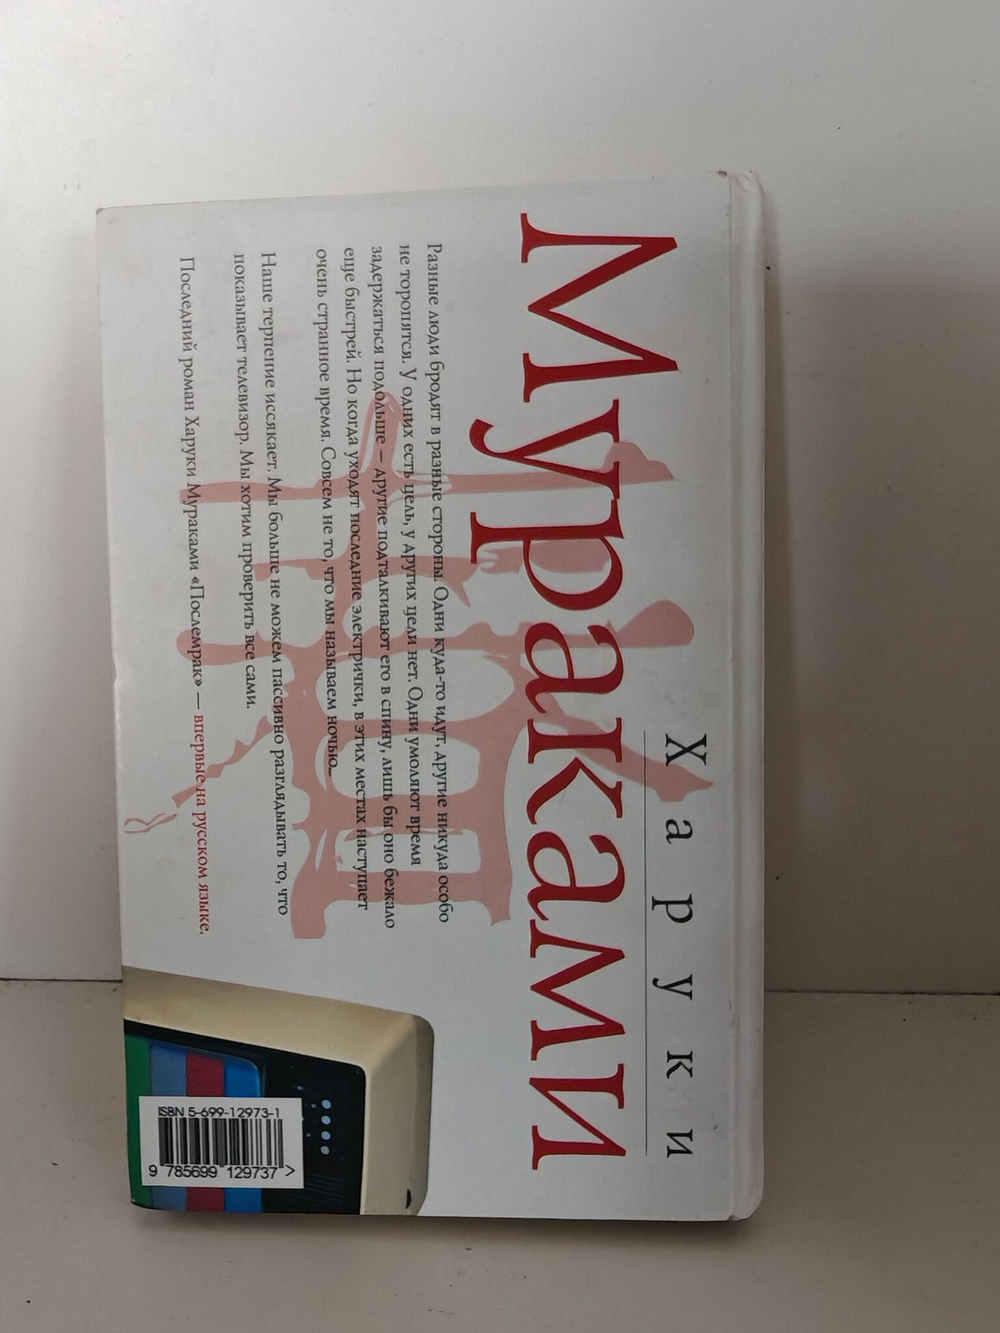 Харуки
Мураками
Разные люди бродят в разные стороны. Одни куда-то идут, другие никуда особо
не торопятся. У одних есть цель, у других цели нет. Одни умоляют время
задержаться подольше — другие подталкивают его в спину, лишь бы оно бежало
еще быстрей. Но когда уходят последние электрички, в этих местах наступает
очень странное время. Совсем не то, что мы называем ночью...
Наше терпение иссякает. Мы больше не можем пассивно разглядывать то, что
показывает телевизор. Мы хотим проверить все сами.
Последний роман Харуки Мураками «Послемрак» — впервые на русском языке.
ISBN 5-699-12973-1
9 785699 129737 >